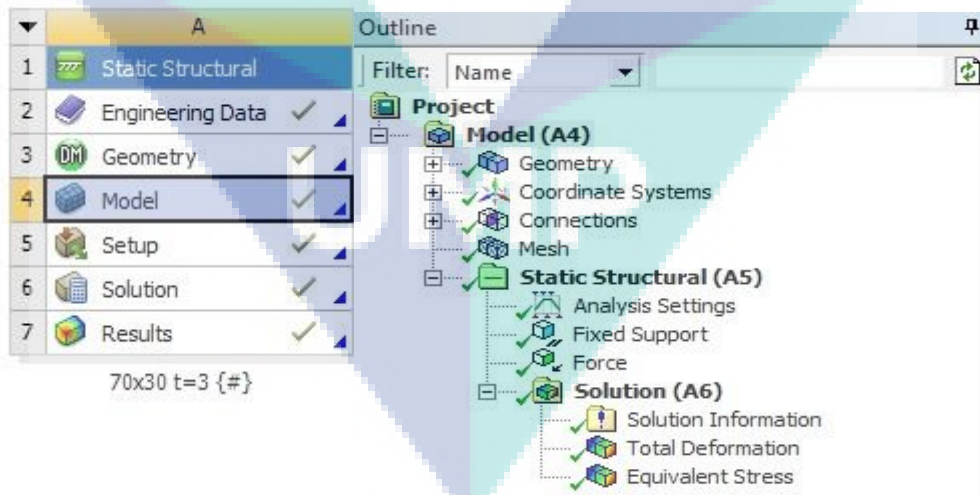 A
1 Static Structural
2 Engineering Data
3 DM Geometry
4 Model
5 Setup
6 Solution
7 Results
70x30 t=3 {#}
Outline
Filter: Name
Project
Model (A4)
Geometry
Coordinate Systems
Connections
Mesh
Static Structural (A5)
Analysis Settings
Fixed Support
Force
Solution (A6)
Solution Information
Total Deformation
Equivalent Stress